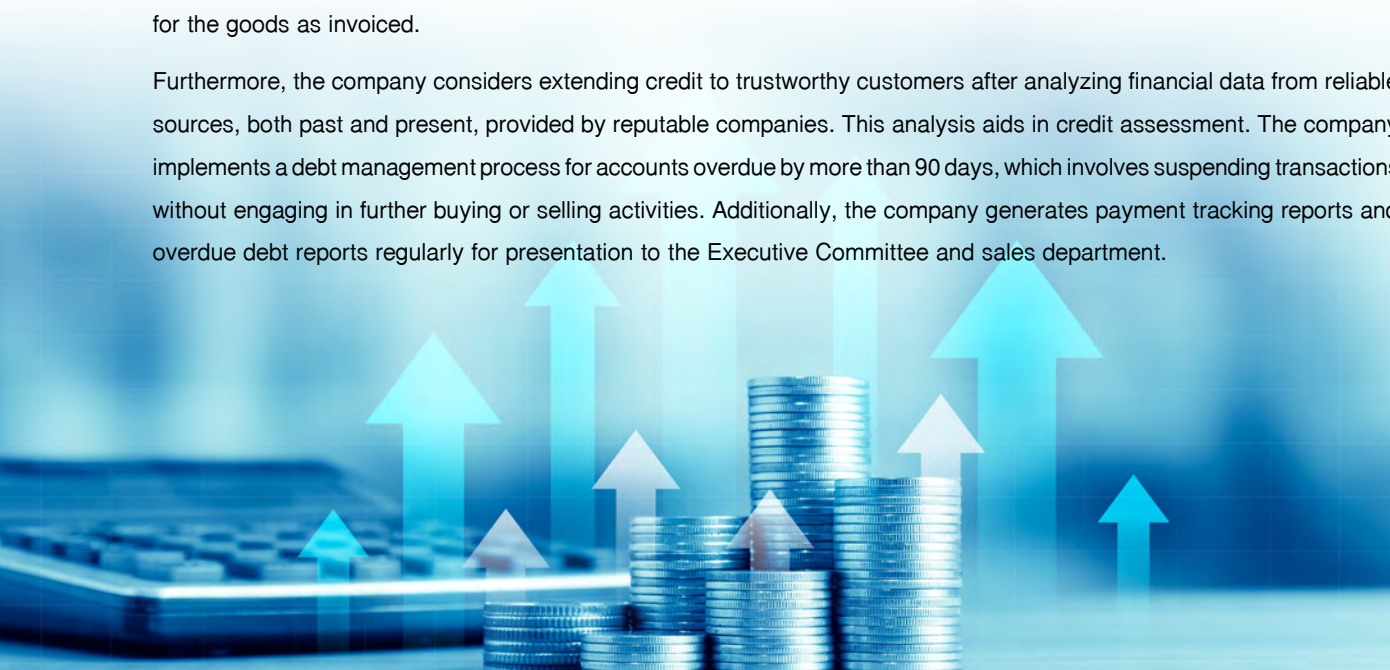 for the goods as invoiced.
Furthermore, the company considers extending credit to trustworthy customers after analyzing financial data from reliable
sources, both past and present, provided by reputable companies. This analysis aids in credit assessment. The company
implements a debt management process for accounts overdue by more than 90 days, which involves suspending transactions
without engaging in further buying or selling activities. Additionally, the company generates payment tracking reports and
overdue debt reports regularly for presentation to the Executive Committee and sales department.